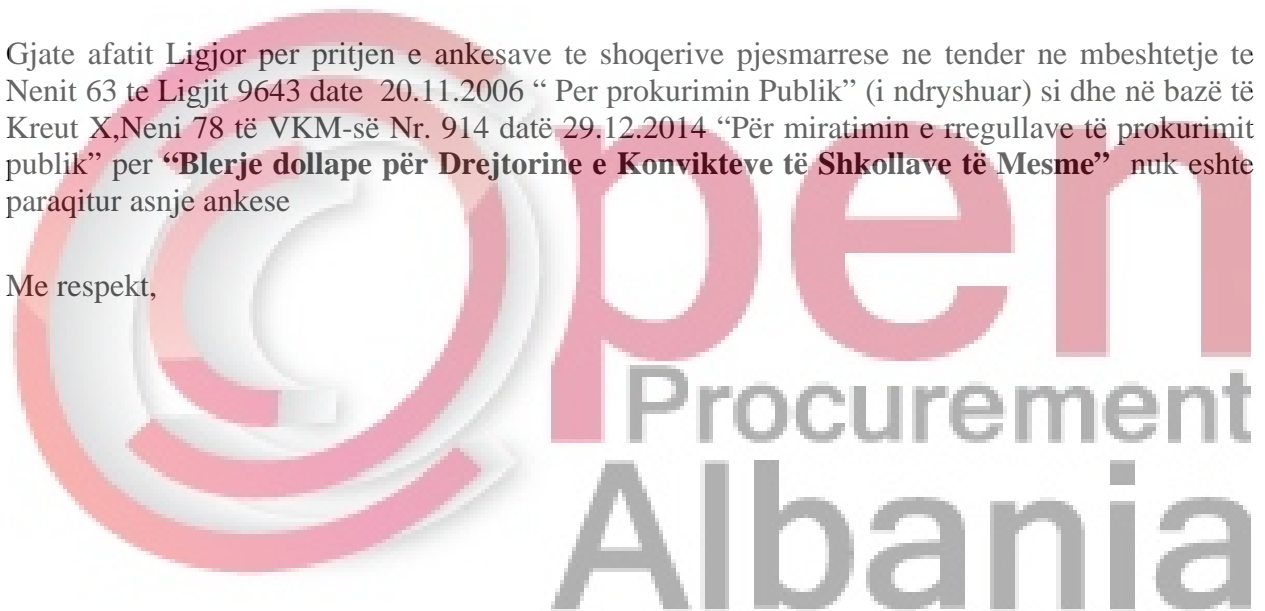 Gjate afatit Ligjor per pritjen e ankesave te shoqerive pjesmarrese ne tender ne mbeshtetje te
Nenit 63 te Ligjit 9643 date 20.11.2006 “ Per prokurimin Publik” (i ndryshuar) si dhe në bazë të
Kreut X,Neni 78 të VKM-së Nr. 914 datë 29.12.2014 “Për miratimin e rregullave të prokurimit
publik” per “Blerje dollape për Drejtorine e Konvikteve të Shkollave të Mesme” nuk eshte
paraqitur asnje ankese
Me respekt,
Open
Procurement
Albania